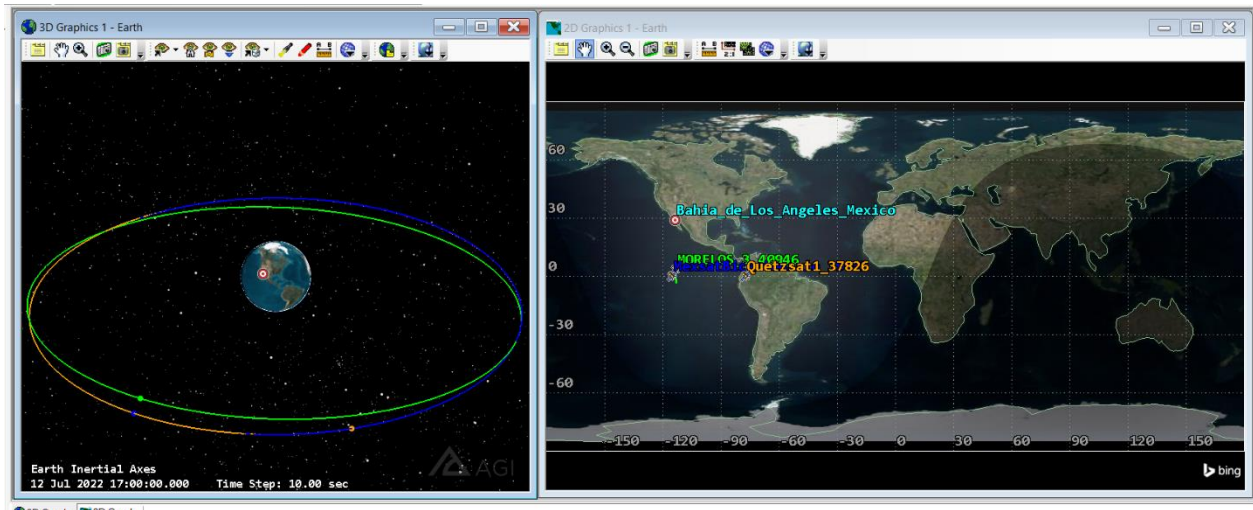 3D Graphics 1 - Earth
Earth Inertial Axes
12 Jul 2022 17:00:00.000 Time Step: 10.00 sec
AGI
2D Graphics 1 - Earth
60
30
0
-30
-60
Bahia_de_Los_Angeles_Mexico
MORELOS_3_40946
Quetzsat1_37826
-150 -120 -90 -60 -30 0 30 60 90 120 150
bing